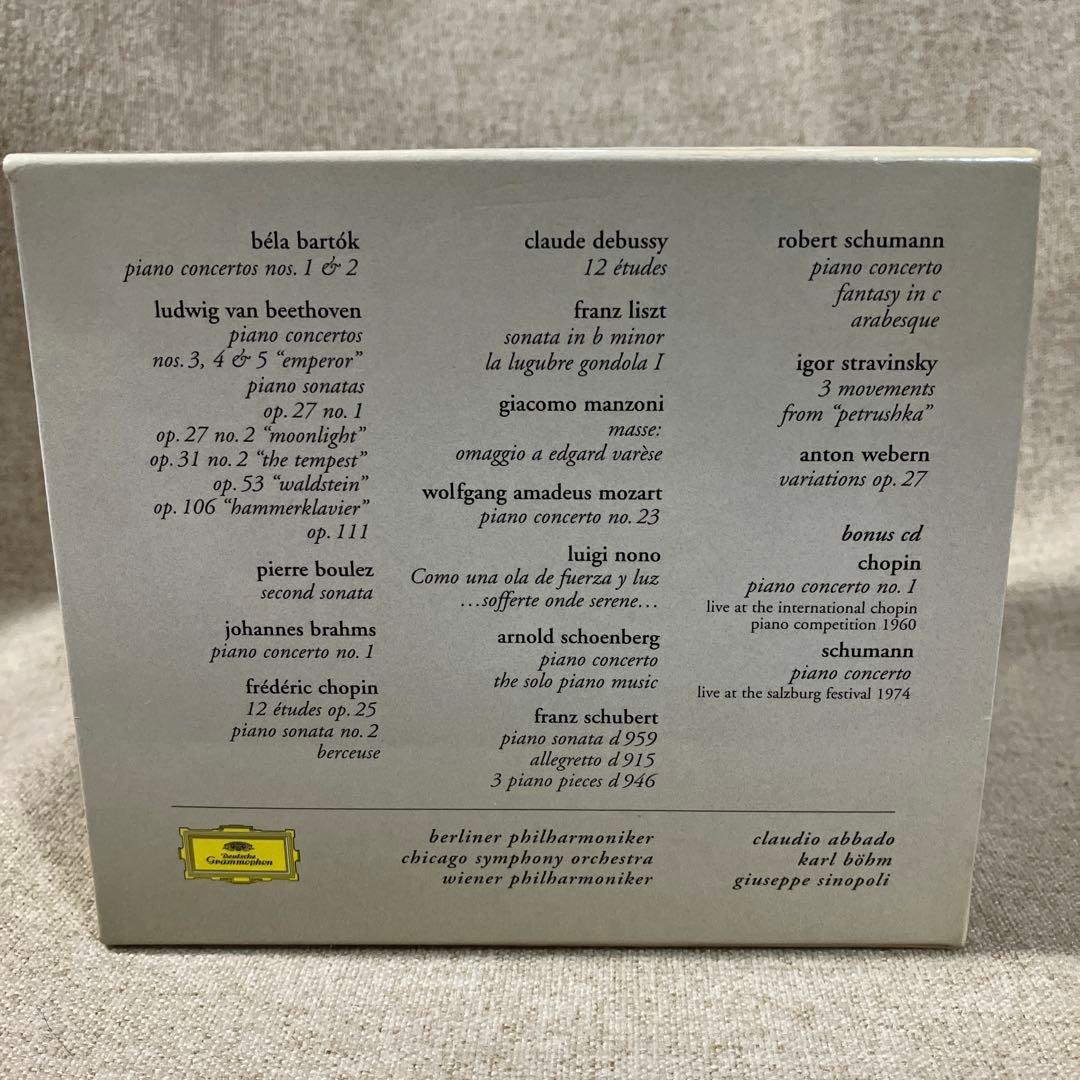 béla bartók
piano concertos nos. 1 & 2
ludwig van beethoven
piano concertos
nos. 3, 4 & 5 “emperor”
piano sonatas
op. 27 no. 1
op. 27 no. 2 “moonlight”
op. 31 no. 2 “the tempest”
op. 53 “waldstein”
op. 106 “hammerklavier”
op. 111
pierre boulez
second sonata
johannes brahms
piano concerto no. 1
frédéric chopin
12 études op. 25
piano sonata no. 2
berceuse
claude debussy
12 études
franz liszt
sonata in b minor
la lugubre gondola I
giacomo manzoni
masse:
omaggio a edgard varèse
wolfgang amadeus mozart
piano concerto no. 23
luigi nono
Como una ola de fuerza y luz
...sofferte onde serene...
arnold schoenberg
piano concerto
the solo piano music
franz schubert
piano sonata d 959
allegretto d 915
3 piano pieces d 946
robert schumann
piano concerto
fantasy in c
arabesque
igor stravinsky
3 movements
from “petrushka”
anton webern
variations op. 27
bonus cd
chopin
piano concerto no. 1
live at the international chopin
piano competition 1960
schumann
piano concerto
live at the salzburg festival 1974
Deutsche
Grammophon
berliner philharmoniker
chicago symphony orchestra
wiener philharmoniker
claudio abbado
karl böhm
giuseppe sinopoli